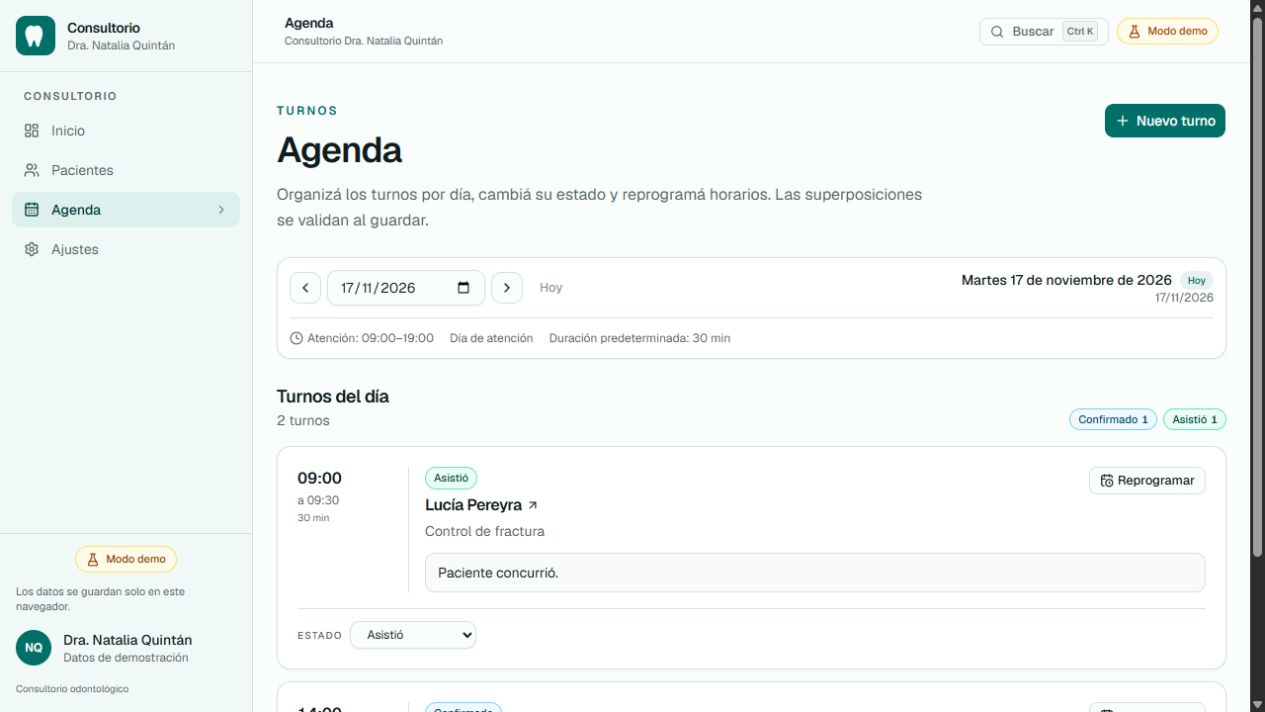 Consultorio
Dra. Natalia Quintán
CONSULTORIO
Inicio
Pacientes
Agenda
Ajustes
Modo demo
Los datos se guardan solo en este
navegador.
NQ
Dra. Natalia Quintán
Datos de demostración
Consultorio odontológico
Agenda
Consultorio Dra. Natalia Quintán
Buscar Ctrl K
Modo demo
TURNOS
Agenda
+ Nuevo turno
Organizá los turnos por día, cambiá su estado y reprogramá horarios. Las superposiciones
se validan al guardar.
17/11/2026
Hoy
Martes 17 de noviembre de 2026 Hoy
17/11/2026
Atención: 09:00–19:00 Día de atención Duración predeterminada: 30 min
Turnos del día
2 turnos
Confirmado 1 Asistió 1
09:00
a 09:30
30 min
Asistió
Lucía Pereyra
Control de fractura
Paciente concurrió.
Reprogramar
ESTADO Asistió
14:00
Confirmado